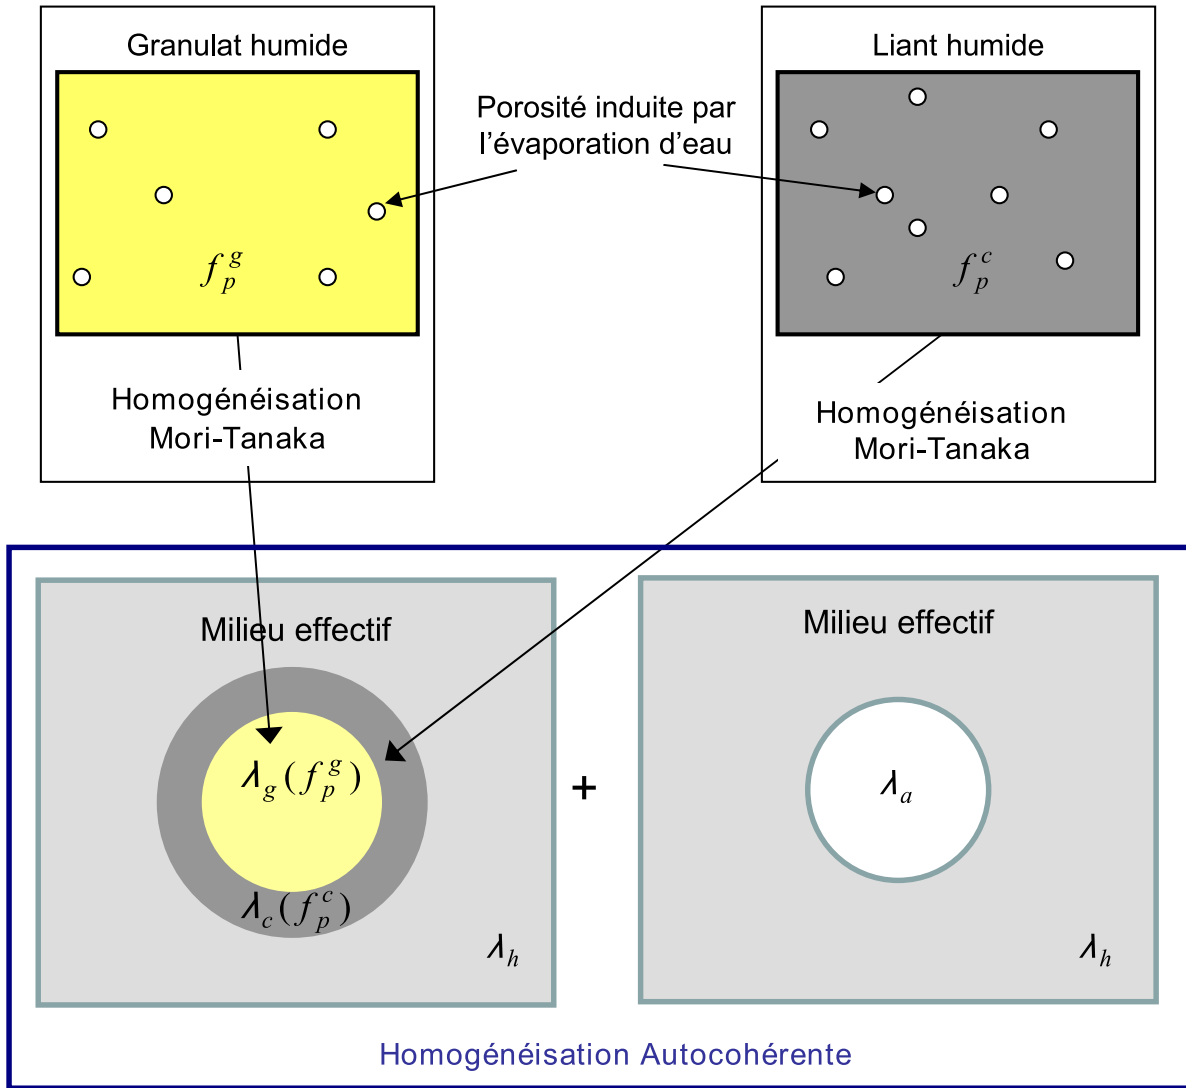 Granulat humide
Liant humide
Porosité induite par
l'évaporation d'eau
f_p^g
f_p^c
Homogénéisation
Mori-Tanaka
Homogénéisation
Mori-Tanaka
Milieu effectif
λ_g(f_p^g)
λ_c(f_p^c)
λ_h
+
Milieu effectif
λ_a
λ_h
Homogénéisation Autocohérente